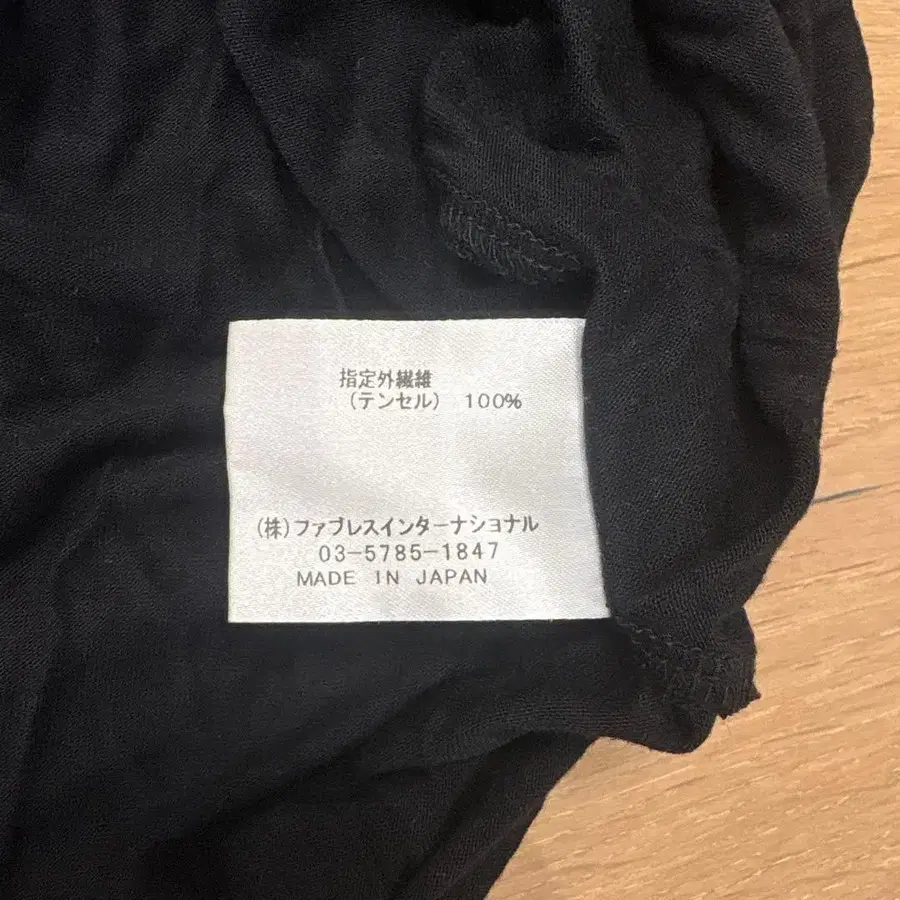 指定外繊維
(テンセル) 100%
(株)ファブレスインターナショナル
03-5785-1847
MADE IN JAPAN